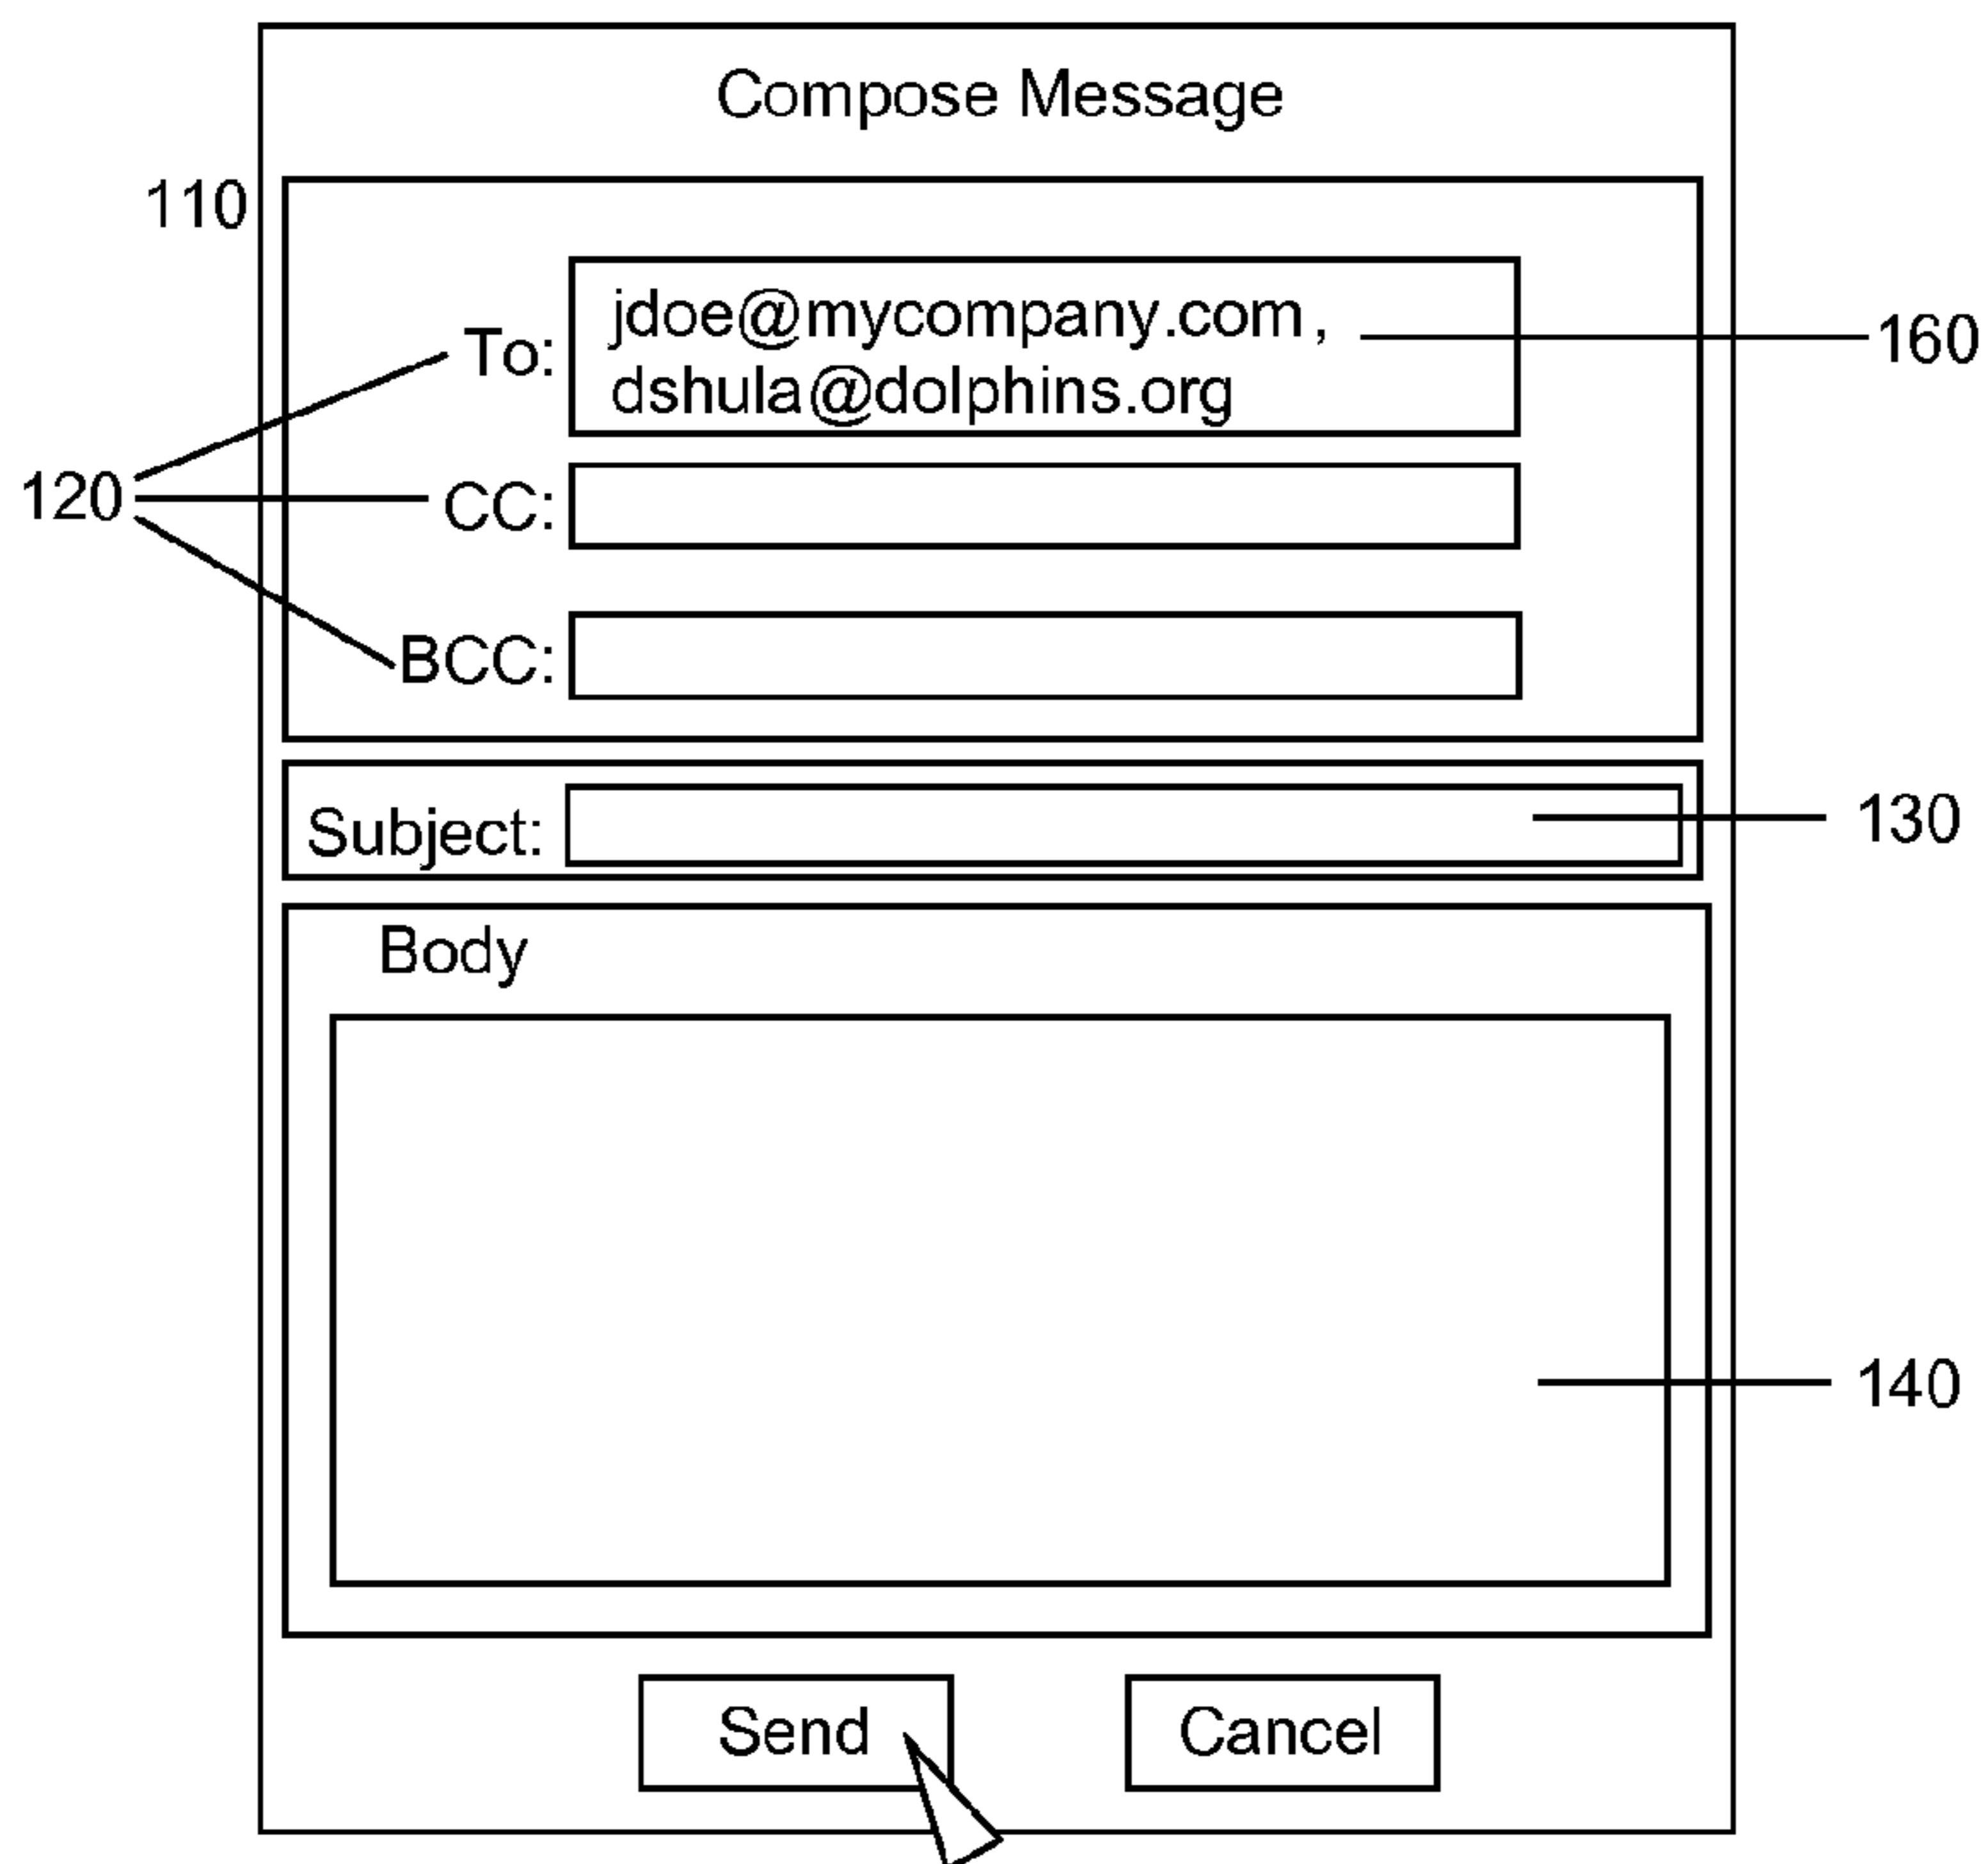 Compose Message
110
To: jdoe@mycompany.com,
dshula@dolphins.org
160
120
CC:
BCC:
Subject:
130
Body
140
Send
Cancel